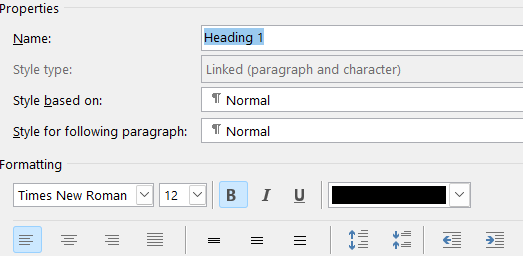 Properties
Name: Heading 1
Style type: Linked (paragraph and character)
Style based on: ¶ Normal
Style for following paragraph: ¶ Normal
Formatting
Times New Roman 12 B I U